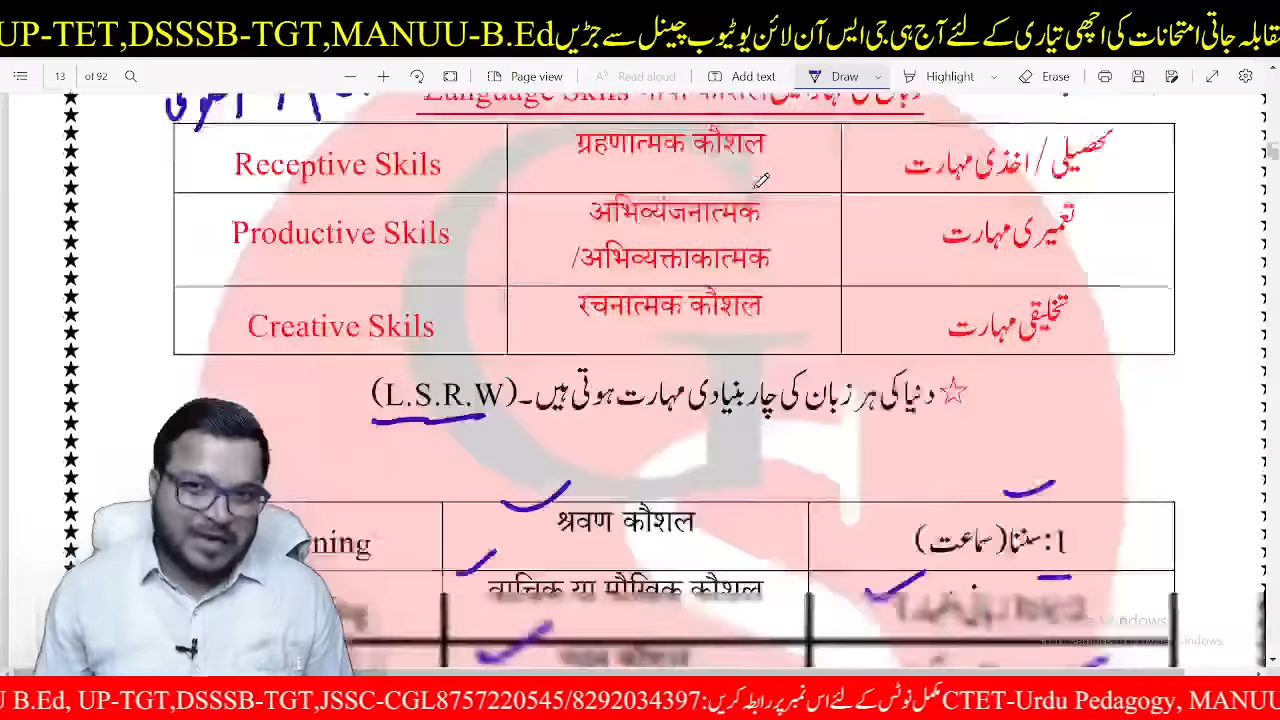 مقابلہ جاتی امتحانات کی اچھی تیاری کے لئے آج ہی جی ایس آن لائن یوٹیوب چینل سے جڑیں UP-TET,DSSSB-TGT,MANUU-B.Ed
13 of 92 Page view Read aloud Add text Draw Highlight Erase
Receptive Skils ग्रहणात्मक कौशल تحصیلی / اخذی مہارت
Productive Skils अभिव्यंजनात्मक /अभिव्यक्ताकात्मक تعمیری مہارت
Creative Skils रचनात्मक कौशल تخلیقی مہارت
☆ دنیا کی ہر زبان کی چار بنیادی مہارت ہوتی ہیں۔ (L.S.R.W)
ning श्रवण कौशल 1:سننا(سماعت)
वाचिक या मौखिक कौशल
U B.Ed, UP-TGT,DSSSB-TGT,JSSC-CGL مکمل نوٹس کے لئے اس نمبر پر رابطہ کریں:8757220545/8292034397 CTET-Urdu Pedagogy, MANUU